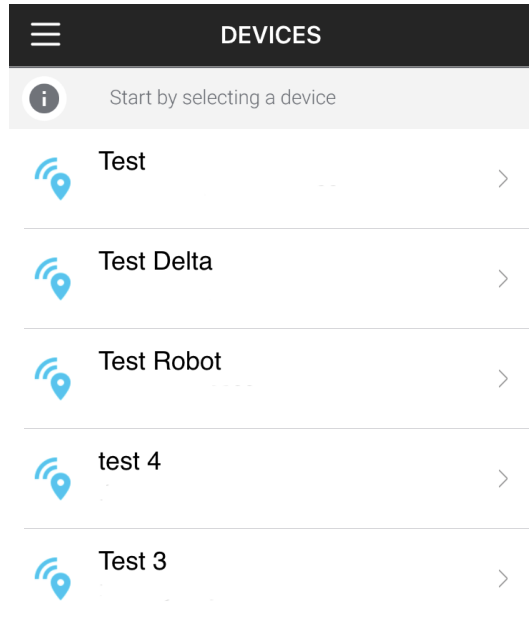 DEVICES
Start by selecting a device
Test
Test Delta
Test Robot
test 4
Test 3